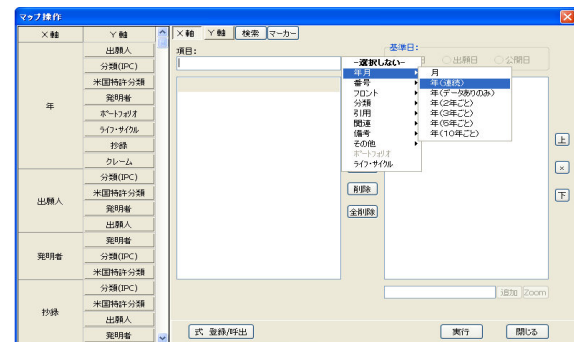 マップ操作
X軸 Y軸
X軸 Y軸 検索 マーカー
年
出願人
分類(IPC)
米国特許分類
発明者
ポートフォリオ
ライフ・サイクル
抄録
クレーム
出願人
分類(IPC)
米国特許分類
発明者
出願人
発明者
発明者
分類(IPC)
米国特許分類
抄録
分類(IPC)
米国特許分類
出願人
発明者
項目:
基準日:
出願日 公開日
-選択しない-
年月
番号
フロント
分類
引用
関連
備考
その他
ポートフォリオ
ライフ・サイクル
月
年(連続)
年(データありのみ)
年(2年ごと)
年(3年ごと)
年(5年ごと)
年(10年ごと)
削除
全削除
上
×
下
追加 Zoom
式 登録/呼出
実行 閉じる